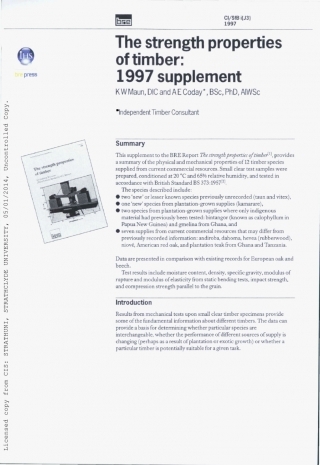 bre
CI/SfB i(J3)
1997
IHS
bre press
The strength properties
of timber:
1997 supplement
K W Maun, DIC and A E Coday*, BSc, PhD, AIWSc
*Independent Timber Consultant
Summary
This supplement to the BRE Report The strength properties of timber[1], provides
a summary of the physical and mechanical properties of 12 timber species
supplied from current commercial resources. Small clear test samples were
prepared, conditioned at 20 °C and 65% relative humidity, and tested in
accordance with British Standard BS 373:1957[2].
The species described include:
● two 'new' or lesser known species previously unrecorded (taun and vitex),
● one 'new' species from plantation-grown supplies (kamarere),
● two species from plantation-grown supplies where only indigenous
material had previously been tested: bintangor (known as calophyllum in
Papua New Guinea) and gmelina from Ghana, and
● seven supplies from current commercial resources that may differ from
previously recorded information: andiroba, dahoma, hevea (rubberwood),
mové, American red oak, and plantation teak from Ghana and Tanzania.
Data are presented in comparison with existing records for European oak and
beech.
Test results include moisture content, density, specific gravity, modulus of
rupture and modulus of elasticity from static bending tests, impact strength,
and compression strength parallel to the grain.
Introduction
Results from mechanical tests upon small clear timber specimens provide
some of the fundamental information about different timbers. The data can
provide a basis for determining whether particular species are
interchangeable, whether the performance of different sources of supply is
changing (perhaps as a result of plantation or exotic growth) or whether a
particular timber is potentially suitable for a given task.
The strength properties
of timber
Licensed copy from CIS: STRATHUNI, STRATHCLYDE UNIVERSITY, 05/01/2014, Uncontrolled Copy.